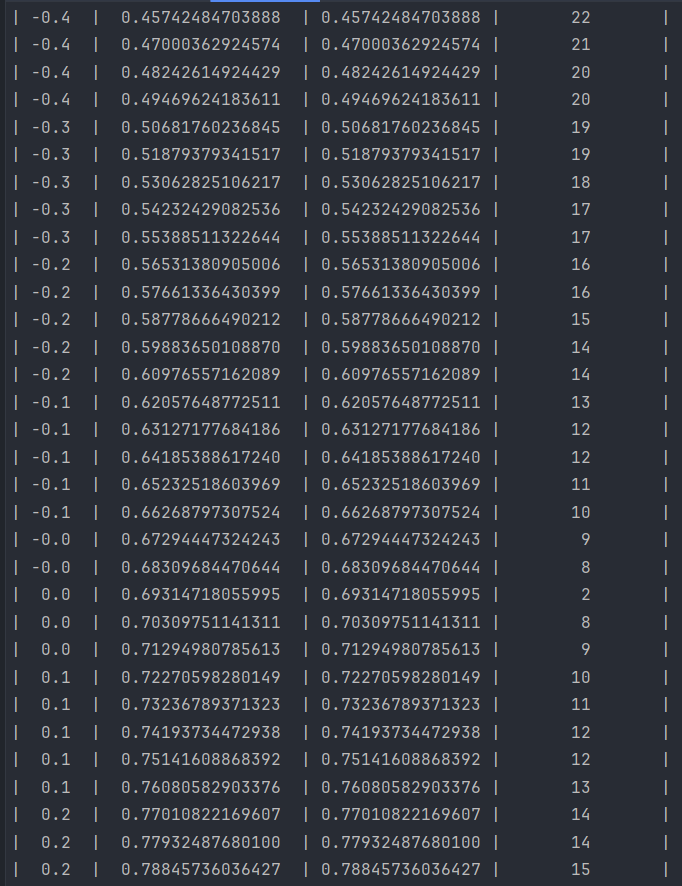 | -0.4 | 0.45742484703888 | 0.45742484703888 | 22 |
| -0.4 | 0.47000362924574 | 0.47000362924574 | 21 |
| -0.4 | 0.48242614924429 | 0.48242614924429 | 20 |
| -0.4 | 0.49469624183611 | 0.49469624183611 | 20 |
| -0.3 | 0.50681760236845 | 0.50681760236845 | 19 |
| -0.3 | 0.51879379341517 | 0.51879379341517 | 19 |
| -0.3 | 0.53062825106217 | 0.53062825106217 | 18 |
| -0.3 | 0.54232429082536 | 0.54232429082536 | 17 |
| -0.3 | 0.55388511322644 | 0.55388511322644 | 17 |
| -0.2 | 0.56531380905006 | 0.56531380905006 | 16 |
| -0.2 | 0.57661336430399 | 0.57661336430399 | 16 |
| -0.2 | 0.58778666490212 | 0.58778666490212 | 15 |
| -0.2 | 0.59883650108870 | 0.59883650108870 | 14 |
| -0.2 | 0.60976557162089 | 0.60976557162089 | 14 |
| -0.1 | 0.62057648772511 | 0.62057648772511 | 13 |
| -0.1 | 0.63127177684186 | 0.63127177684186 | 12 |
| -0.1 | 0.64185388617240 | 0.64185388617240 | 12 |
| -0.1 | 0.65232518603969 | 0.65232518603969 | 11 |
| -0.1 | 0.66268797307524 | 0.66268797307524 | 10 |
| -0.0 | 0.67294447324243 | 0.67294447324243 | 9 |
| -0.0 | 0.68309684470644 | 0.68309684470644 | 8 |
| 0.0 | 0.69314718055995 | 0.69314718055995 | 2 |
| 0.0 | 0.70309751141311 | 0.70309751141311 | 8 |
| 0.0 | 0.71294980785613 | 0.71294980785613 | 9 |
| 0.1 | 0.72270598280149 | 0.72270598280149 | 10 |
| 0.1 | 0.73236789371323 | 0.73236789371323 | 11 |
| 0.1 | 0.74193734472938 | 0.74193734472938 | 12 |
| 0.1 | 0.75141608868392 | 0.75141608868392 | 12 |
| 0.1 | 0.76080582903376 | 0.76080582903376 | 13 |
| 0.2 | 0.77010822169607 | 0.77010822169607 | 14 |
| 0.2 | 0.77932487680100 | 0.77932487680100 | 14 |
| 0.2 | 0.78845736036427 | 0.78845736036427 | 15 |